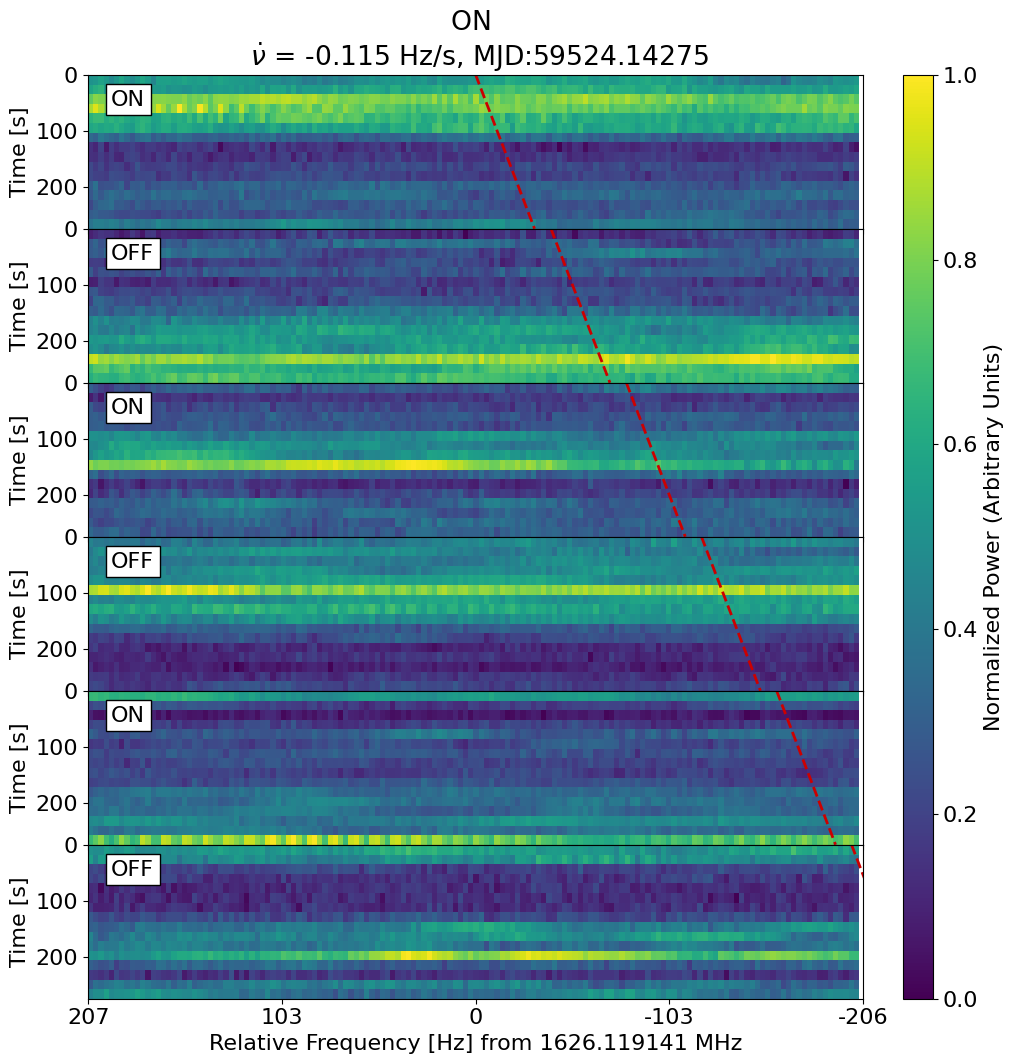 ON
ν̇ = -0.115 Hz/s, MJD:59524.14275
0
ON
100
200
Time [s]
0
OFF
100
200
Time [s]
0
ON
100
200
Time [s]
0
OFF
100
200
Time [s]
0
ON
100
200
Time [s]
0
OFF
100
200
Time [s]
207 103 0 -103 -206
Relative Frequency [Hz] from 1626.119141 MHz
1.0
0.8
0.6
0.4
0.2
0.0
Normalized Power (Arbitrary Units)